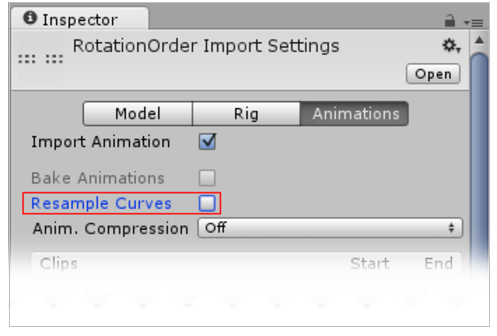 Inspector
RotationOrder Import Settings
Open
Model Rig Animations
Import Animation
Bake Animations
Resample Curves
Anim. Compression Off
Clips Start End